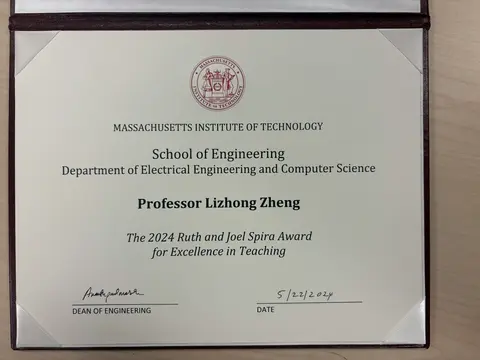 MASSACHUSETTS INSTITUTE OF TECHNOLOGY
MASSACHUSETTS INSTITUTE OF TECHNOLOGY
School of Engineering
Department of Electrical Engineering and Computer Science
Professor Lizhong Zheng
The 2024 Ruth and Joel Spira Award
for Excellence in Teaching
5/22/2024
DEAN OF ENGINEERING
DATE